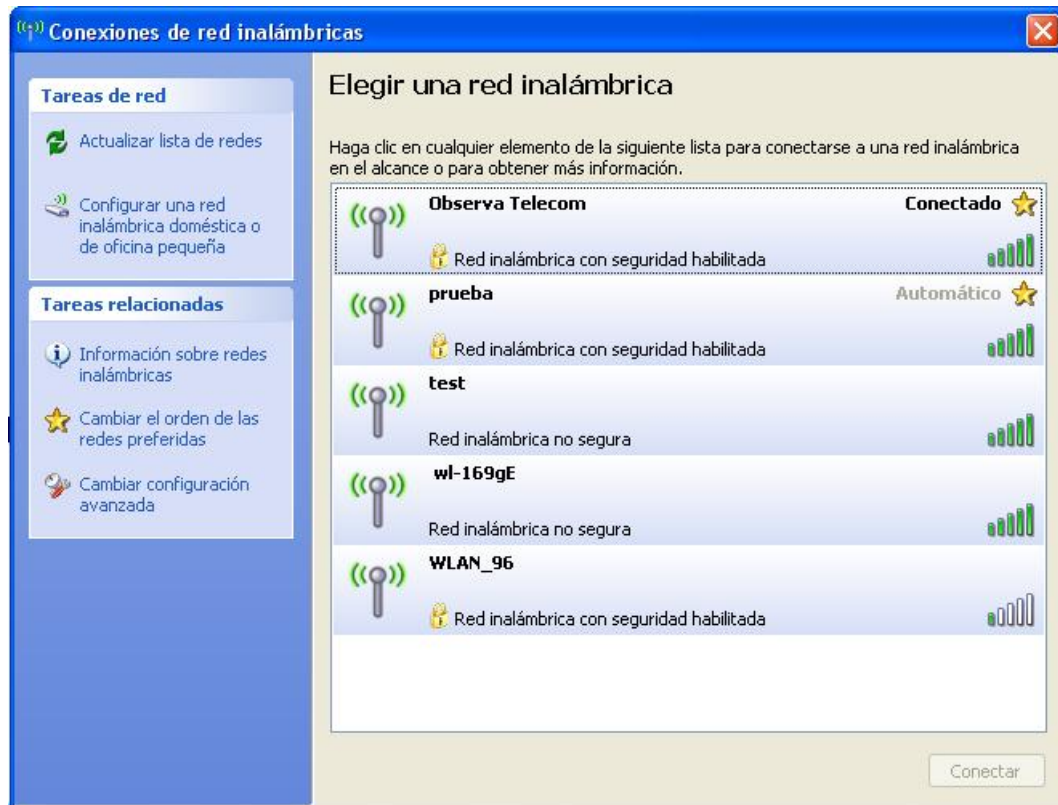 Conexiones de red inalámbricas
Tareas de red
Actualizar lista de redes
Configurar una red
inalámbrica doméstica o
de oficina pequeña
Tareas relacionadas
Información sobre redes
inalámbricas
Cambiar el orden de las
redes preferidas
Cambiar configuración
avanzada
Elegir una red inalámbrica
Haga clic en cualquier elemento de la siguiente lista para conectarse a una red inalámbrica
en el alcance o para obtener más información.
Observa Telecom Conectado
Red inalámbrica con seguridad habilitada
prueba Automático
Red inalámbrica con seguridad habilitada
test
Red inalámbrica no segura
wl-169gE
Red inalámbrica no segura
WLAN_96
Red inalámbrica con seguridad habilitada
Conectar